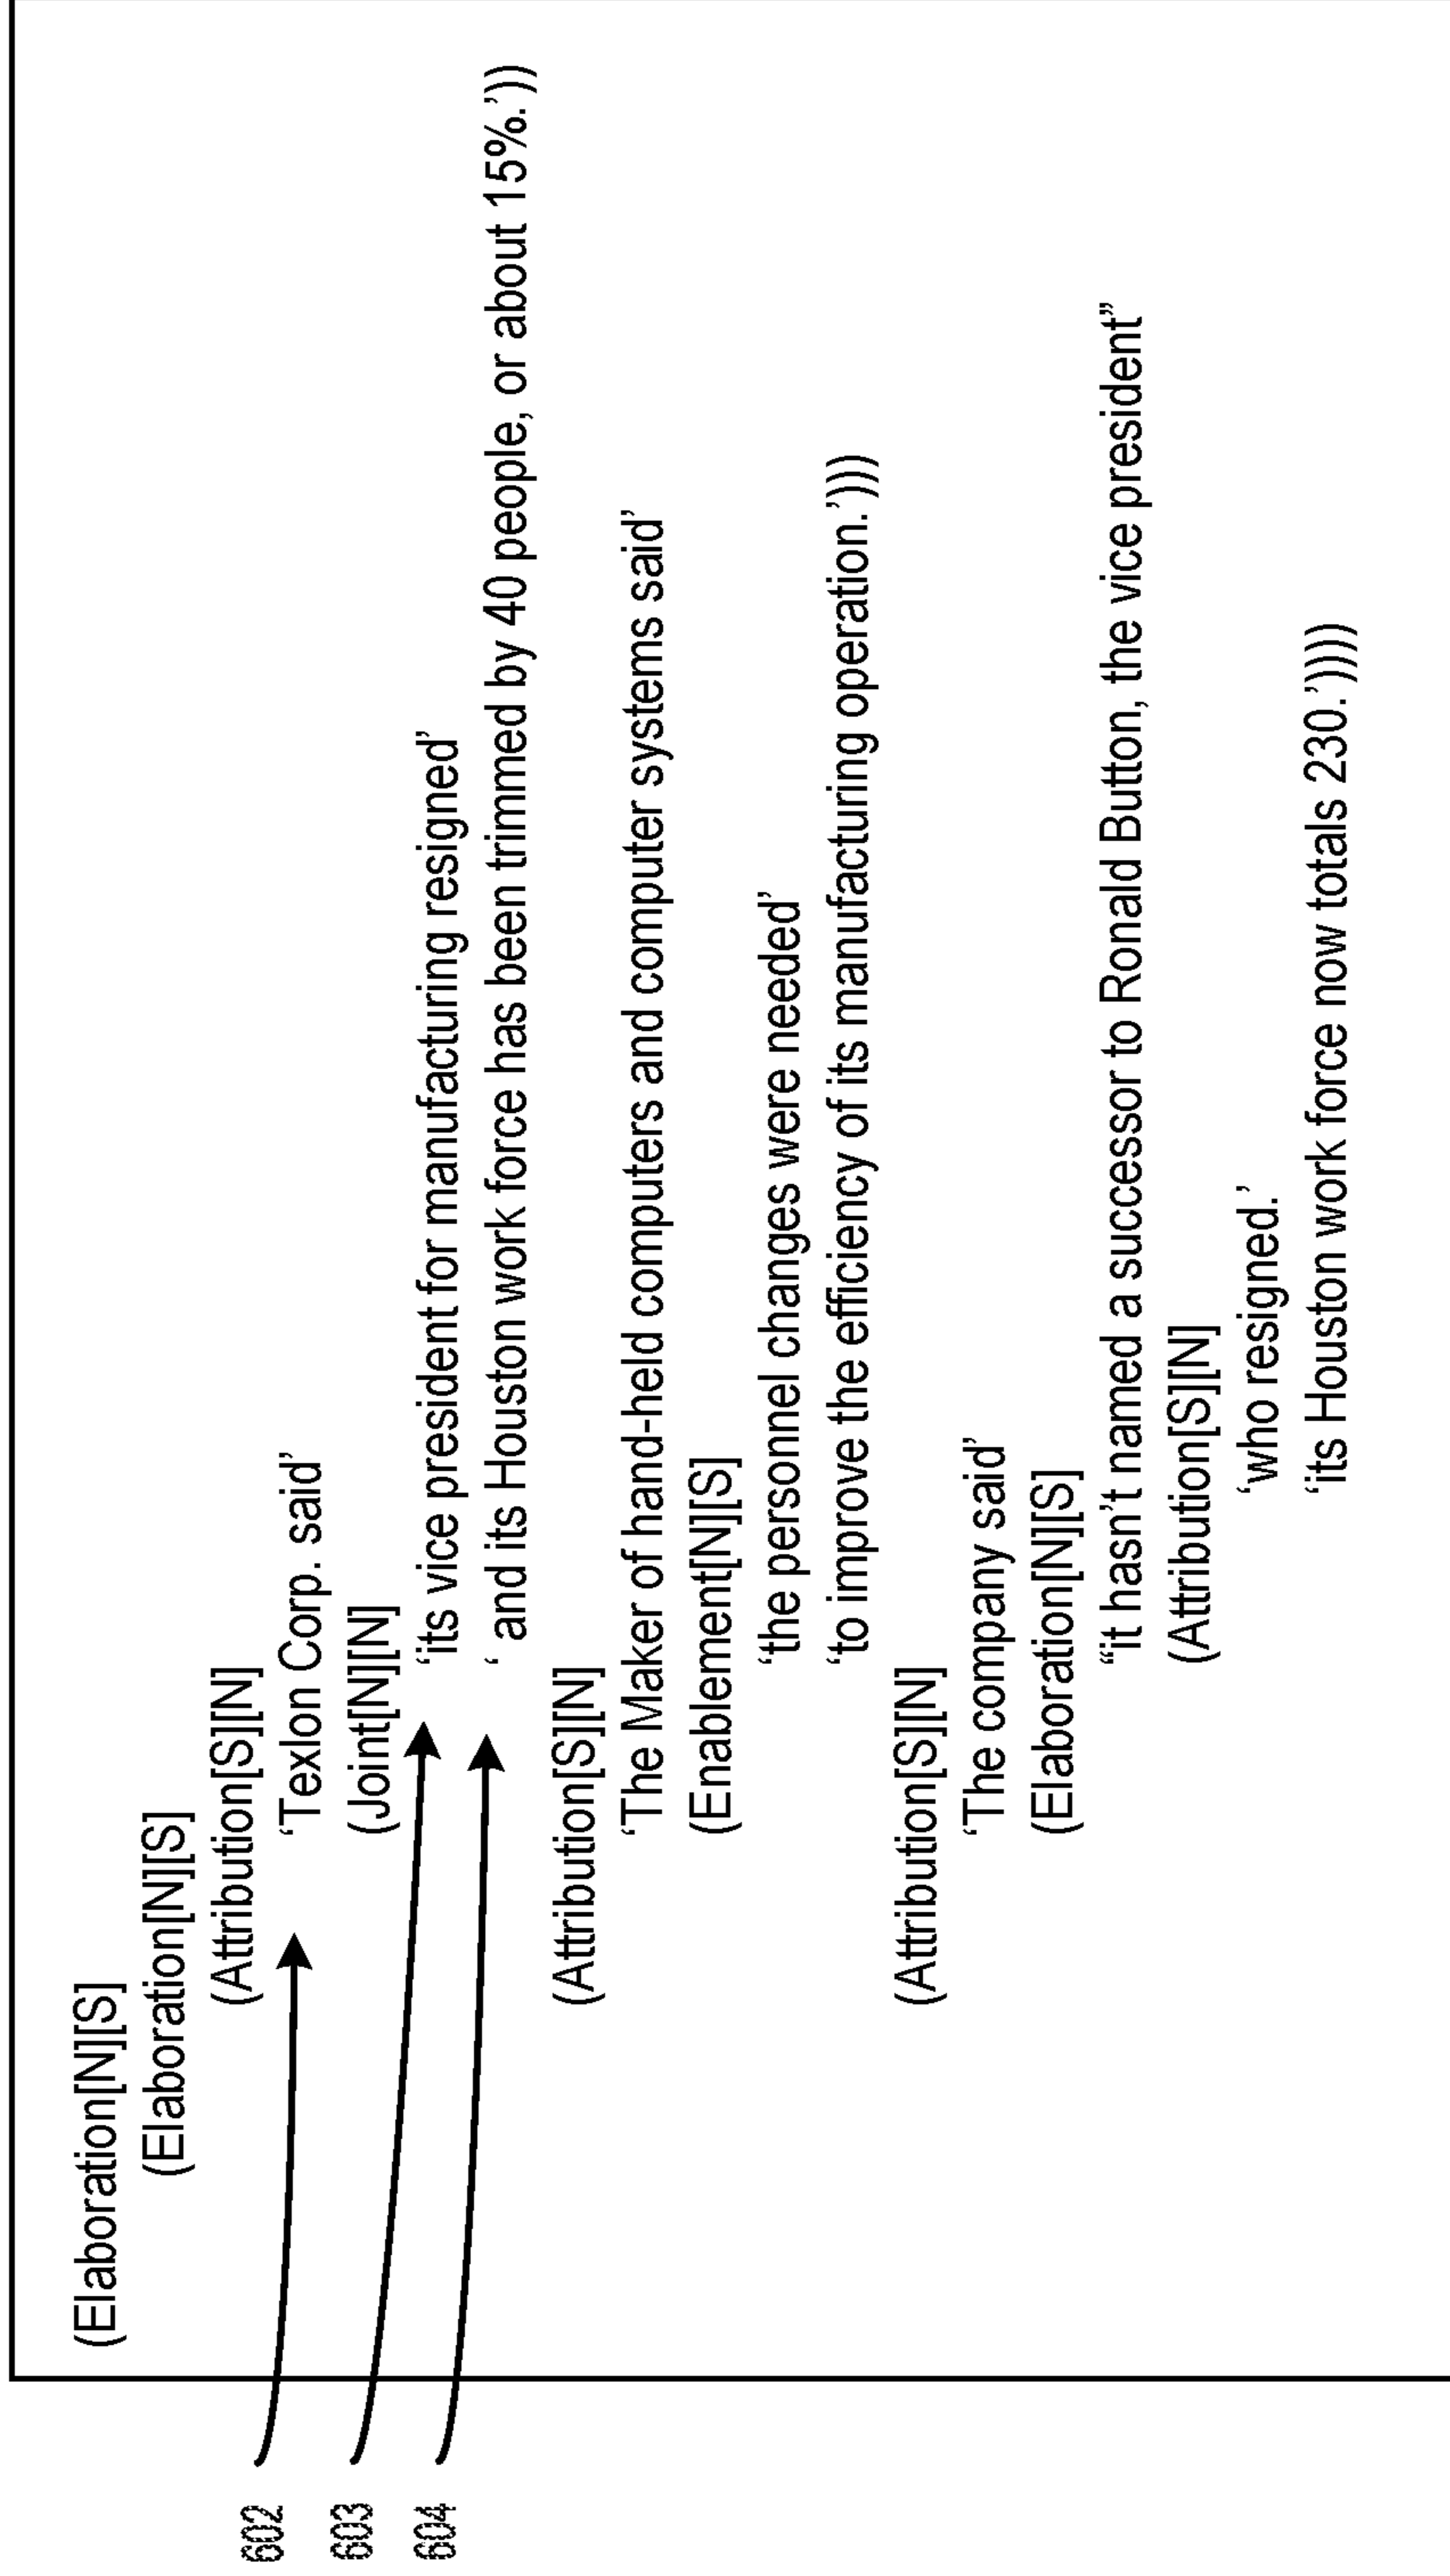 (Elaboration[N][S]
(Elaboration[N][S]
(Attribution[S][N]
602
‘Texlon Corp. said’
(Joint[N][N]
603
‘its vice president for manufacturing resigned’
604
‘ and its Houston work force has been trimmed by 40 people, or about 15%.’))
(Attribution[S][N]
‘The Maker of hand-held computers and computer systems said’
(Enablement[N][S]
‘the personnel changes were needed’
‘to improve the efficiency of its manufacturing operation.’)))
(Attribution[S][N]
‘The company said’
(Elaboration[N][S]
“it hasn’t named a successor to Ronald Button, the vice president”
(Attribution[S][N]
‘who resigned.’
‘its Houston work force now totals 230.’)))))